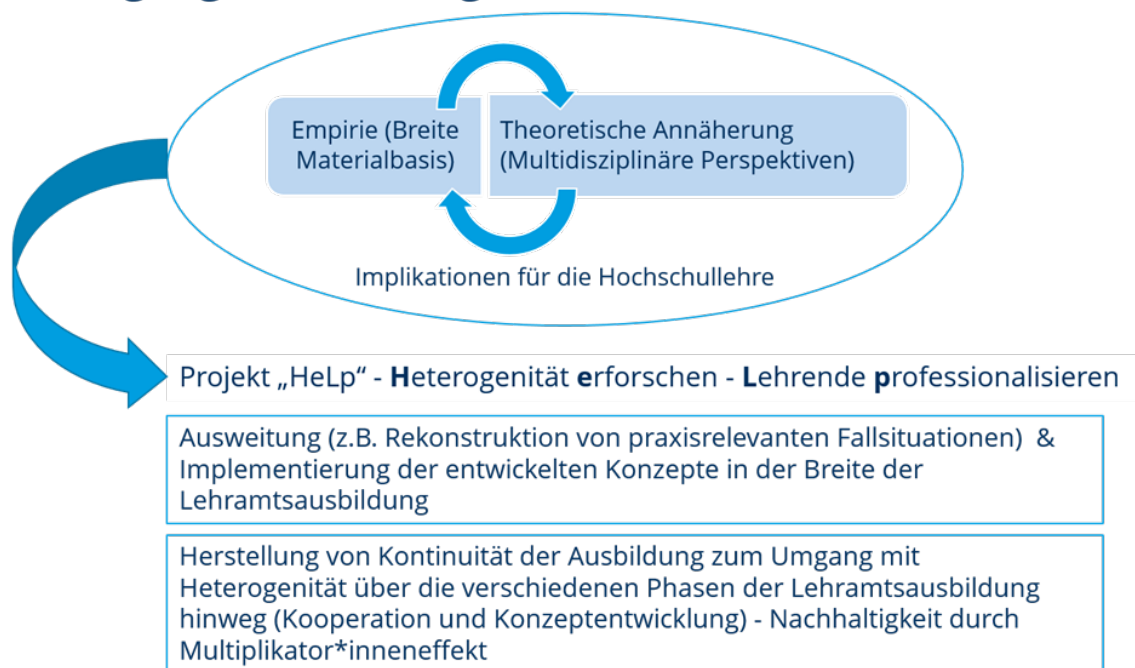 Empirie (Breite
Materialbasis)
Theoretische Annäherung
(Multidisziplinäre Perspektiven)
Implikationen für die Hochschullehre
Projekt „HeLp“ - Heterogenität erforschen - Lehrende professionalisieren
Ausweitung (z.B. Rekonstruktion von praxisrelevanten Fallsituationen) &
Implementierung der entwickelten Konzepte in der Breite der
Lehramtsausbildung
Herstellung von Kontinuität der Ausbildung zum Umgang mit
Heterogenität über die verschiedenen Phasen der Lehramtsausbildung
hinweg (Kooperation und Konzeptentwicklung) - Nachhaltigkeit durch
Multiplikator*inneneffekt